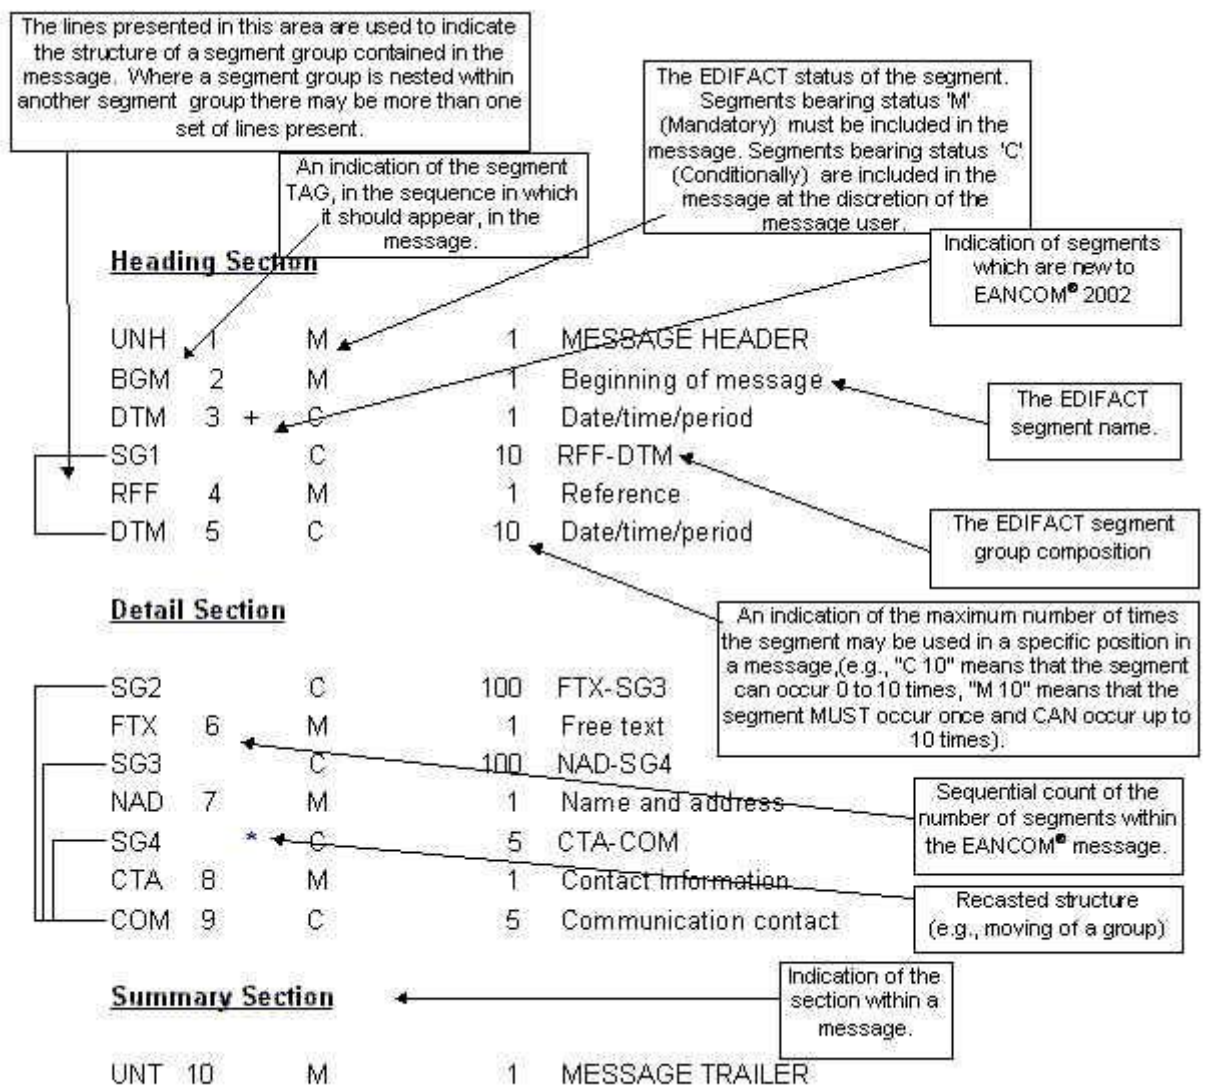 The lines presented in this area are used to indicate
the structure of a segment group contained in the
message. Where a segment group is nested within
another segment group there may be more than one
set of lines present.
The EDIFACT status of the segment.
Segments bearing status 'M'
(Mandatory) must be included in the
message. Segments bearing status 'C'
(Conditionally) are included in the
message at the discretion of the
message user.
An indication of the segment
TAG, in the sequence in which
it should appear, in the
message.
Indication of segments
which are new to
EANCOM® 2002
Heading Section
UNH 1 M 1 MESSAGE HEADER
BGM 2 M 1 Beginning of message
DTM 3 + C 1 Date/time/period
SG1 C 10 RFF-DTM
RFF 4 M 1 Reference
DTM 5 C 10 Date/time/period
The EDIFACT
segment name.
The EDIFACT segment
group composition
Detail Section
An indication of the maximum number of times
the segment may be used in a specific position in
a message,(e.g., "C 10" means that the segment
can occur 0 to 10 times, "M 10" means that the
segment MUST occur once and CAN occur up to
10 times).
SG2 C 100 FTX-SG3
FTX 6 M 1 Free text
SG3 C 100 NAD-SG4
NAD 7 M 1 Name and address
SG4 * C 5 CTA-COM
CTA 8 M 1 Contact information
COM 9 C 5 Communication contact
Sequential count of the
number of segments within
the EANCOM® message.
Recasted structure
(e.g., moving of a group)
Summary Section
Indication of the
section within a
message.
UNT 10 M 1 MESSAGE TRAILER